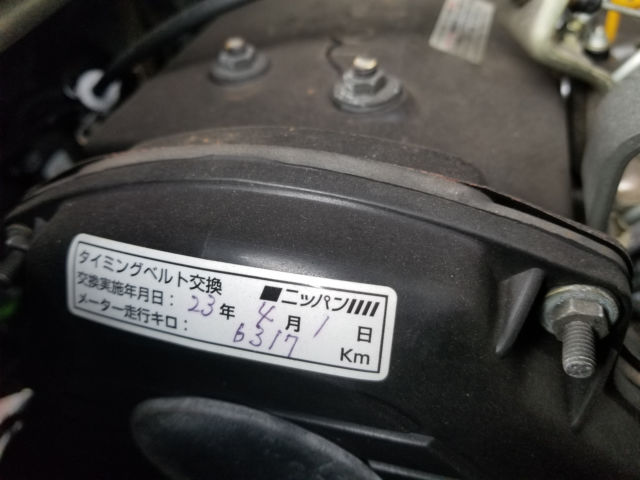 タイミングベルト交換 ニッパン
交換実施年月日: 23年 4月 1日
メーター走行キロ: 6317 Km